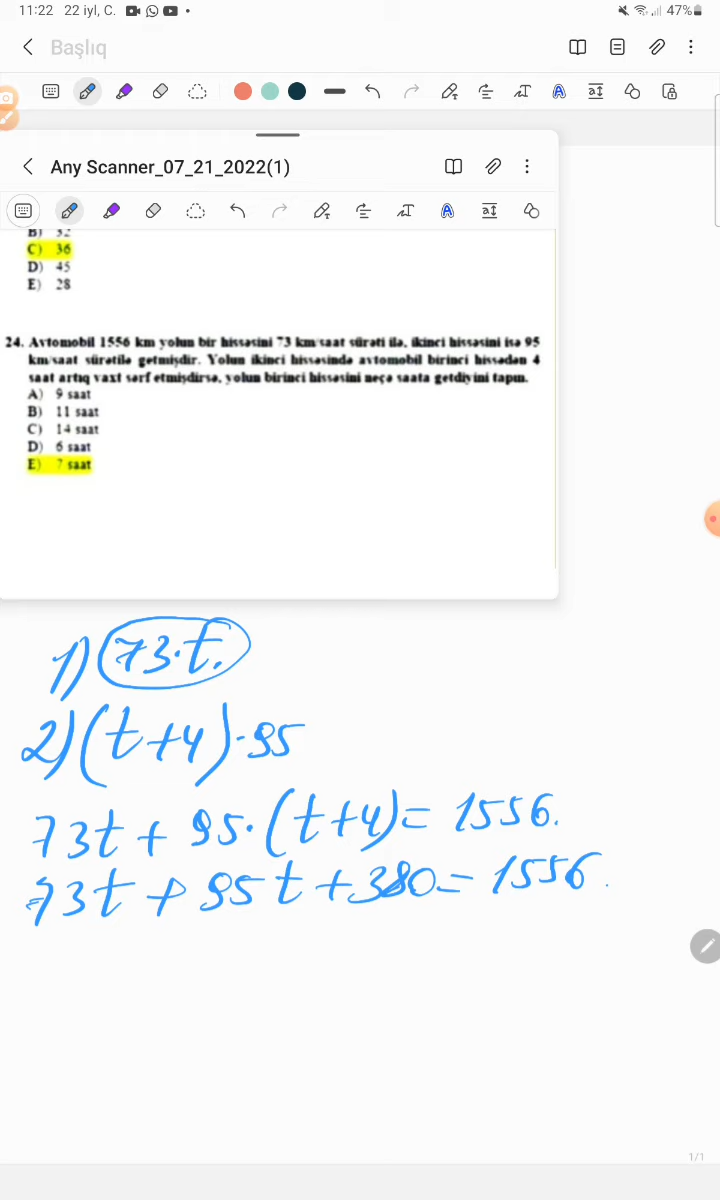 11:22 22 iyl, C. 47%
Başlıq
Any Scanner_07_21_2022(1)
B) 32
C) 36
D) 45
E) 28
24. Avtomobil 1556 km yolun bir hissəsini 73 km/saat sürəti ilə, ikinci hissəsini isə 95
km/saat sürətilə getmişdir. Yolun ikinci hissəsində avtomobil birinci hissədən 4
saat artıq vaxt sərf etmişdirsə, yolun birinci hissəsini neçə saata getdiyini tapın.
A) 9 saat
B) 11 saat
C) 14 saat
D) 6 saat
E) 7 saat
1) 73·t.
2) (t+4)·95
73t + 95·(t+4) = 1556.
73t + 95t + 380 = 1556.
1/1